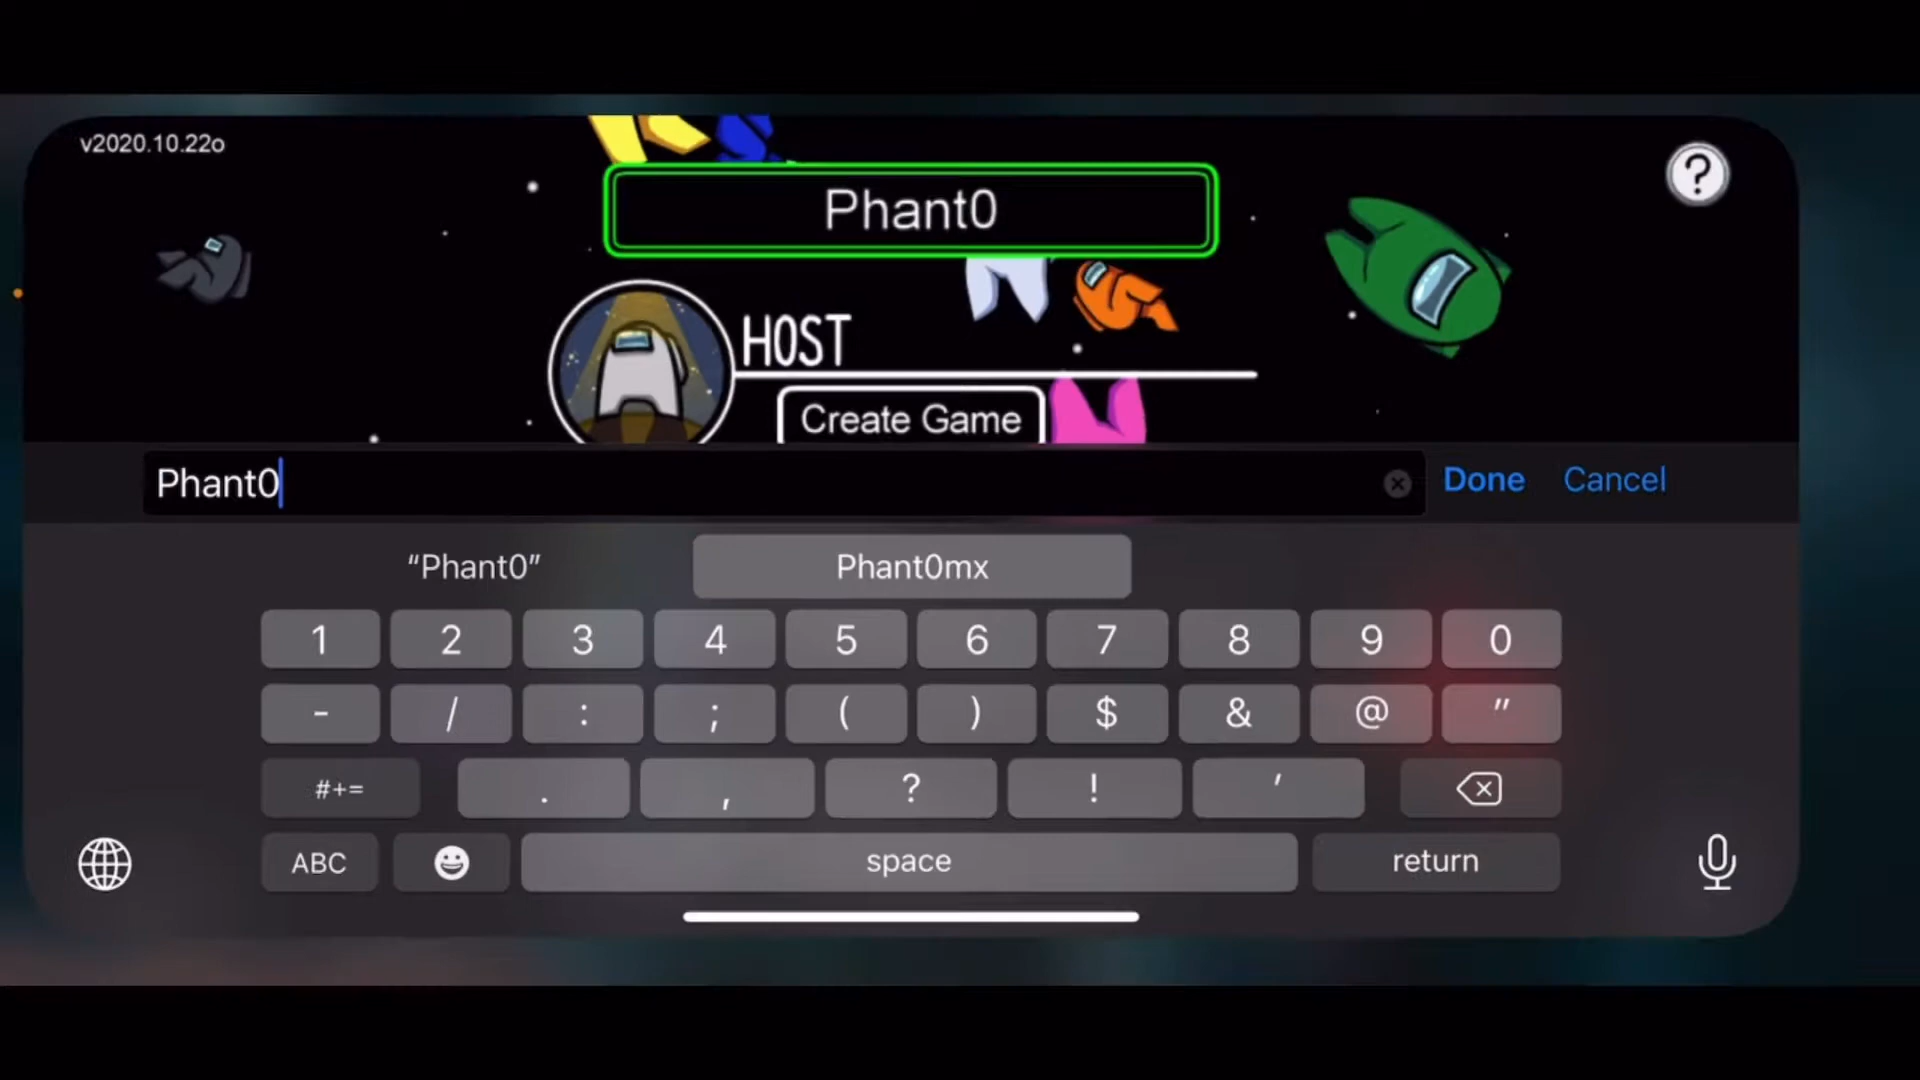 v2020.10.22o
?
Phant0
HOST
Create Game
Phant0
Done Cancel
“Phant0” Phant0mx
1 2 3 4 5 6 7 8 9 0
- / : ; ( ) $ & @ "
#+= . , ? ! '
ABC space return